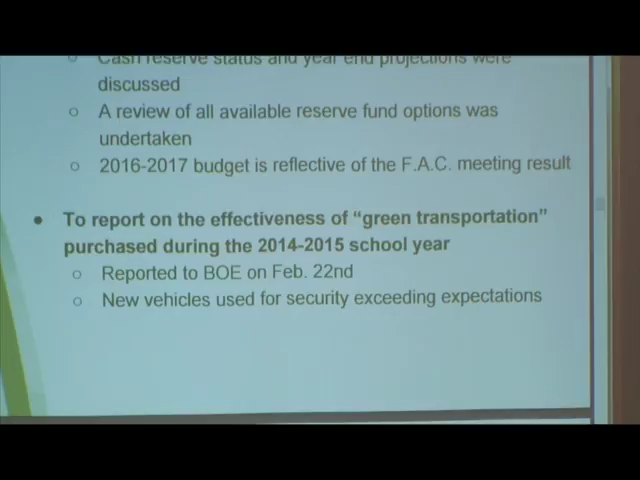 ○ Cash reserve status and year end projections were
discussed
○ A review of all available reserve fund options was
undertaken
○ 2016-2017 budget is reflective of the F.A.C. meeting result
● To report on the effectiveness of “green transportation”
purchased during the 2014-2015 school year
○ Reported to BOE on Feb. 22nd
○ New vehicles used for security exceeding expectations